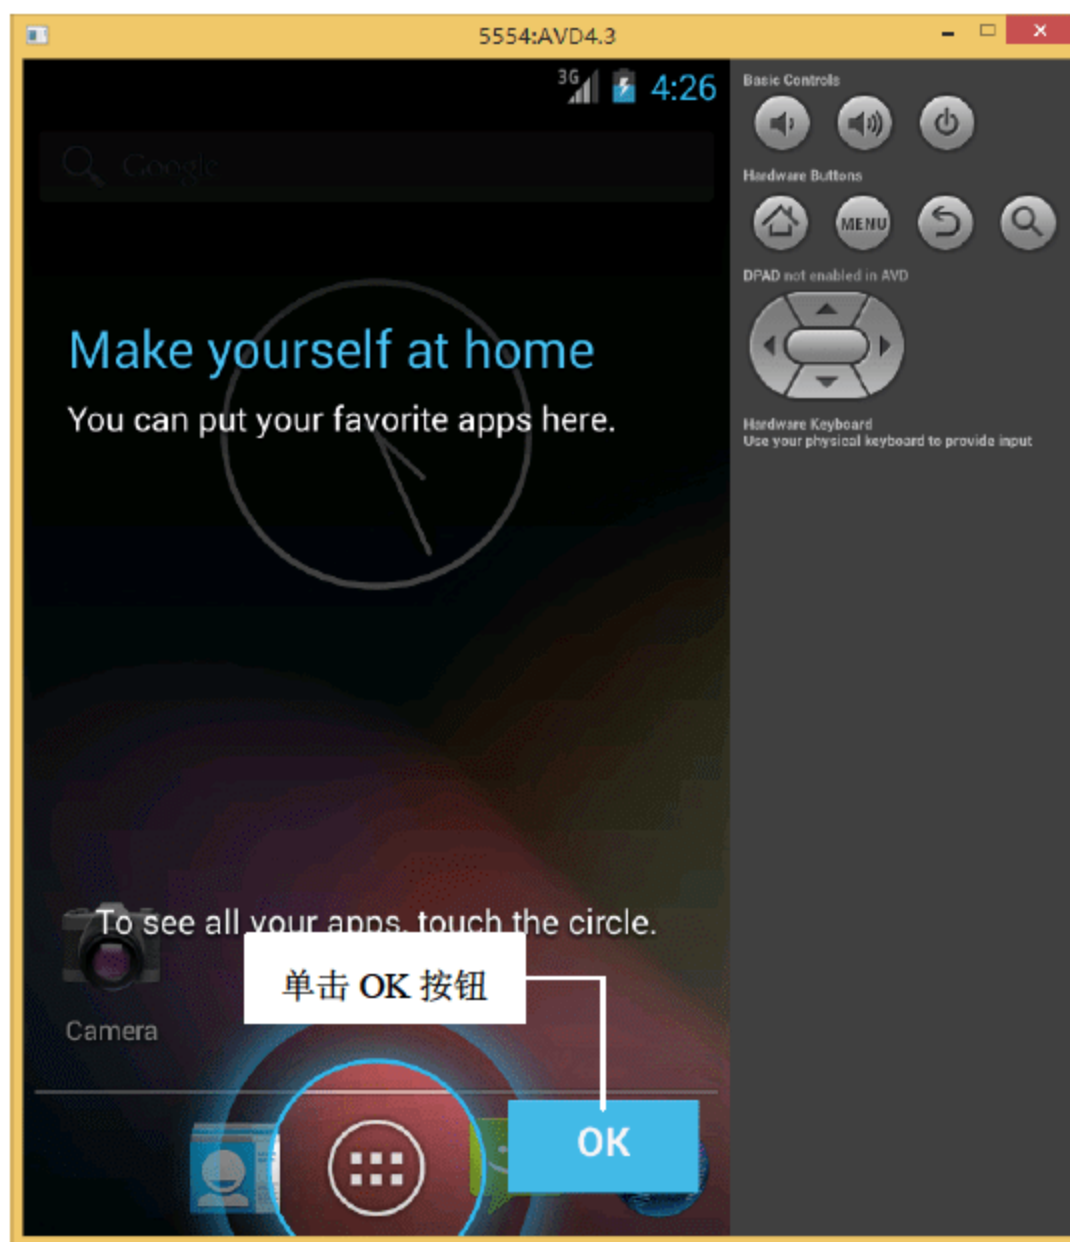 5554:AVD4.3
3G 4:26
Google
Make yourself at home
You can put your favorite apps here.
To see all your apps, touch the circle.
单击 OK 按钮
Camera
OK
Basic Controls
Hardware Buttons
MENU
DPAD not enabled in AVD
Hardware Keyboard
Use your physical keyboard to provide input